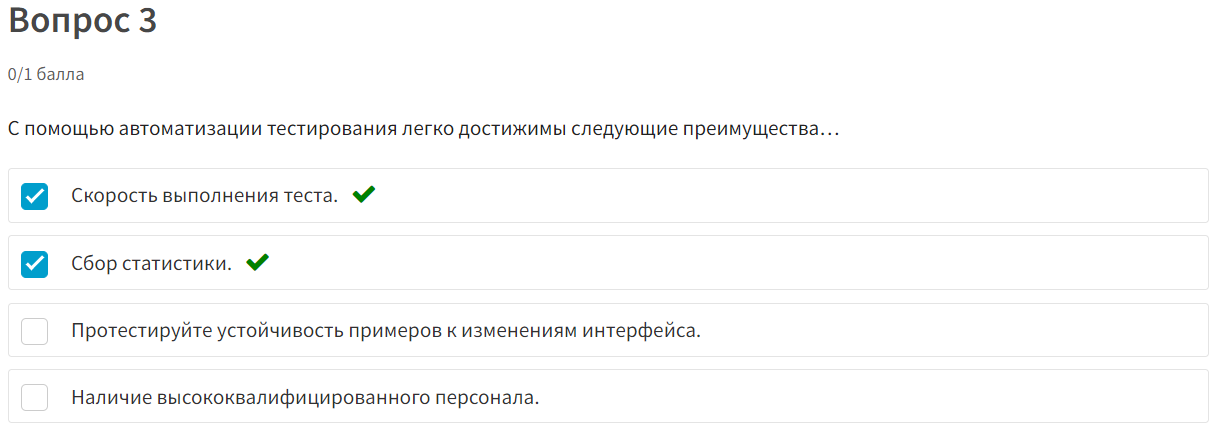 Вопрос 3
0/1 балла
С помощью автоматизации тестирования легко достижимы следующие преимущества…
Скорость выполнения теста.
Сбор статистики.
Протестируйте устойчивость примеров к изменениям интерфейса.
Наличие высококвалифицированного персонала.